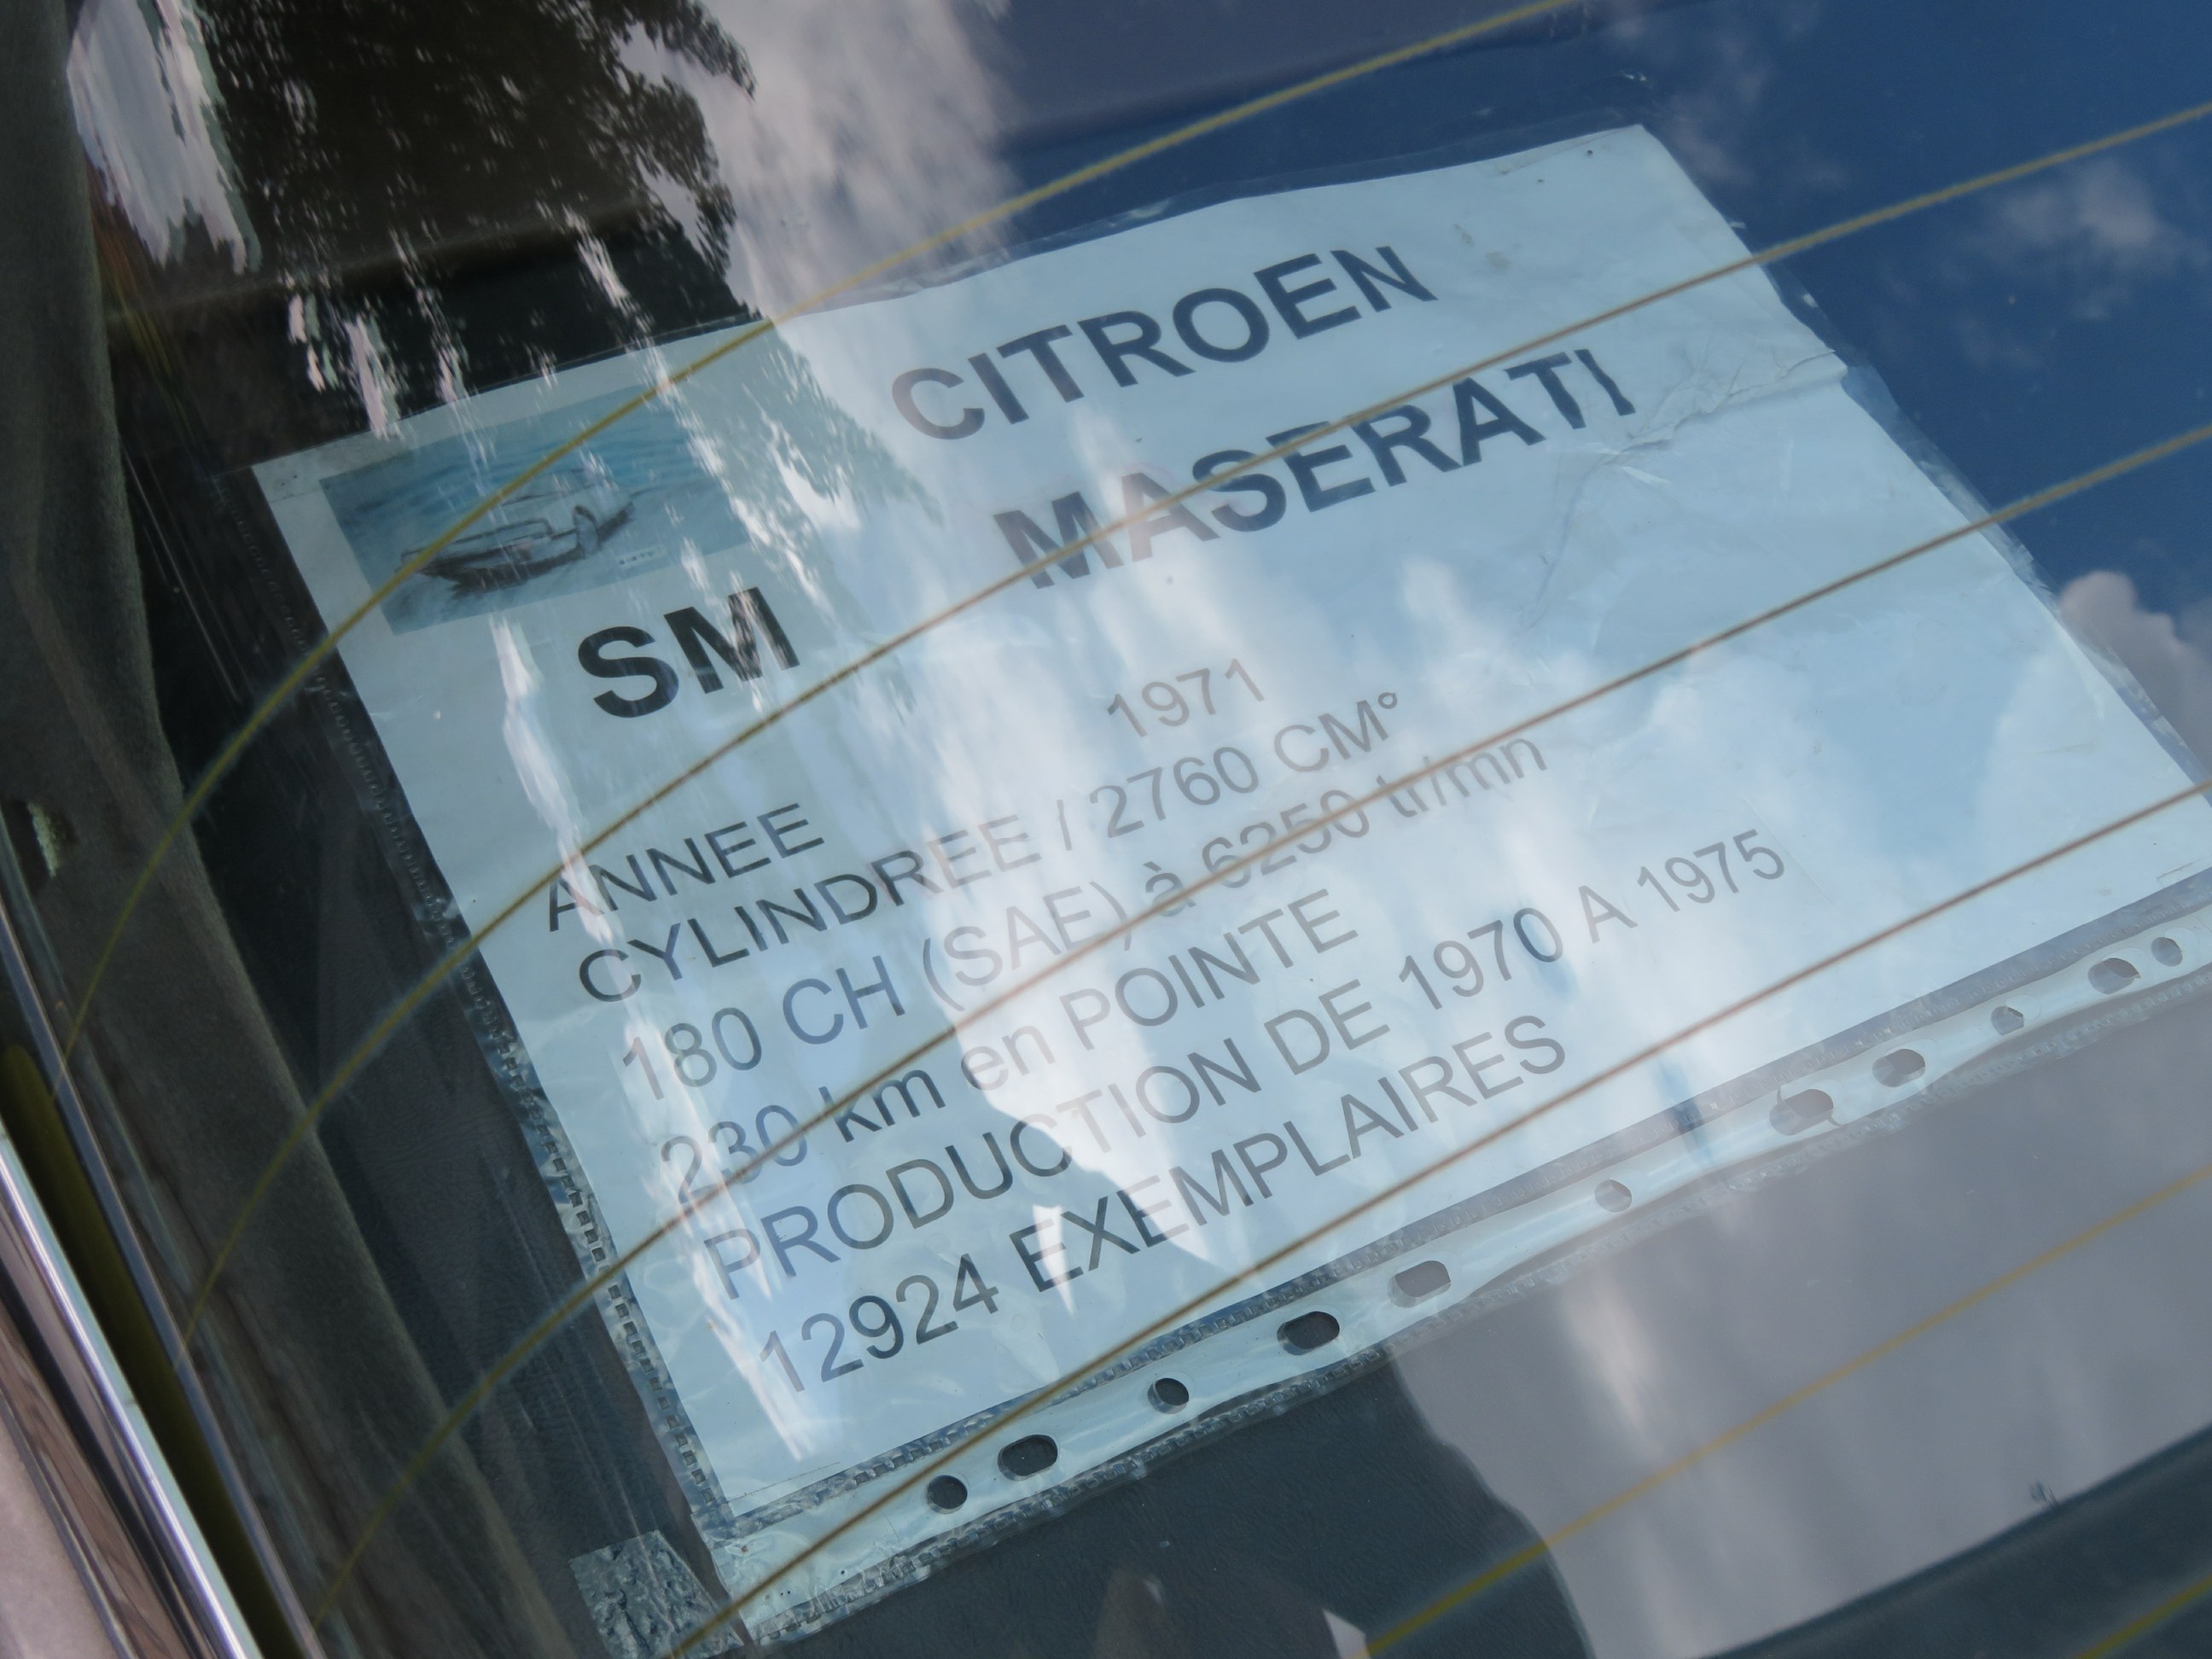 CITROEN
MASERATI
SM
ANNEE 1971
CYLINDREE / 2760 CM°
180 CH (SAE) à 6250 tr/mn
230 km en POINTE
PRODUCTION DE 1970 A 1975
12924 EXEMPLAIRES